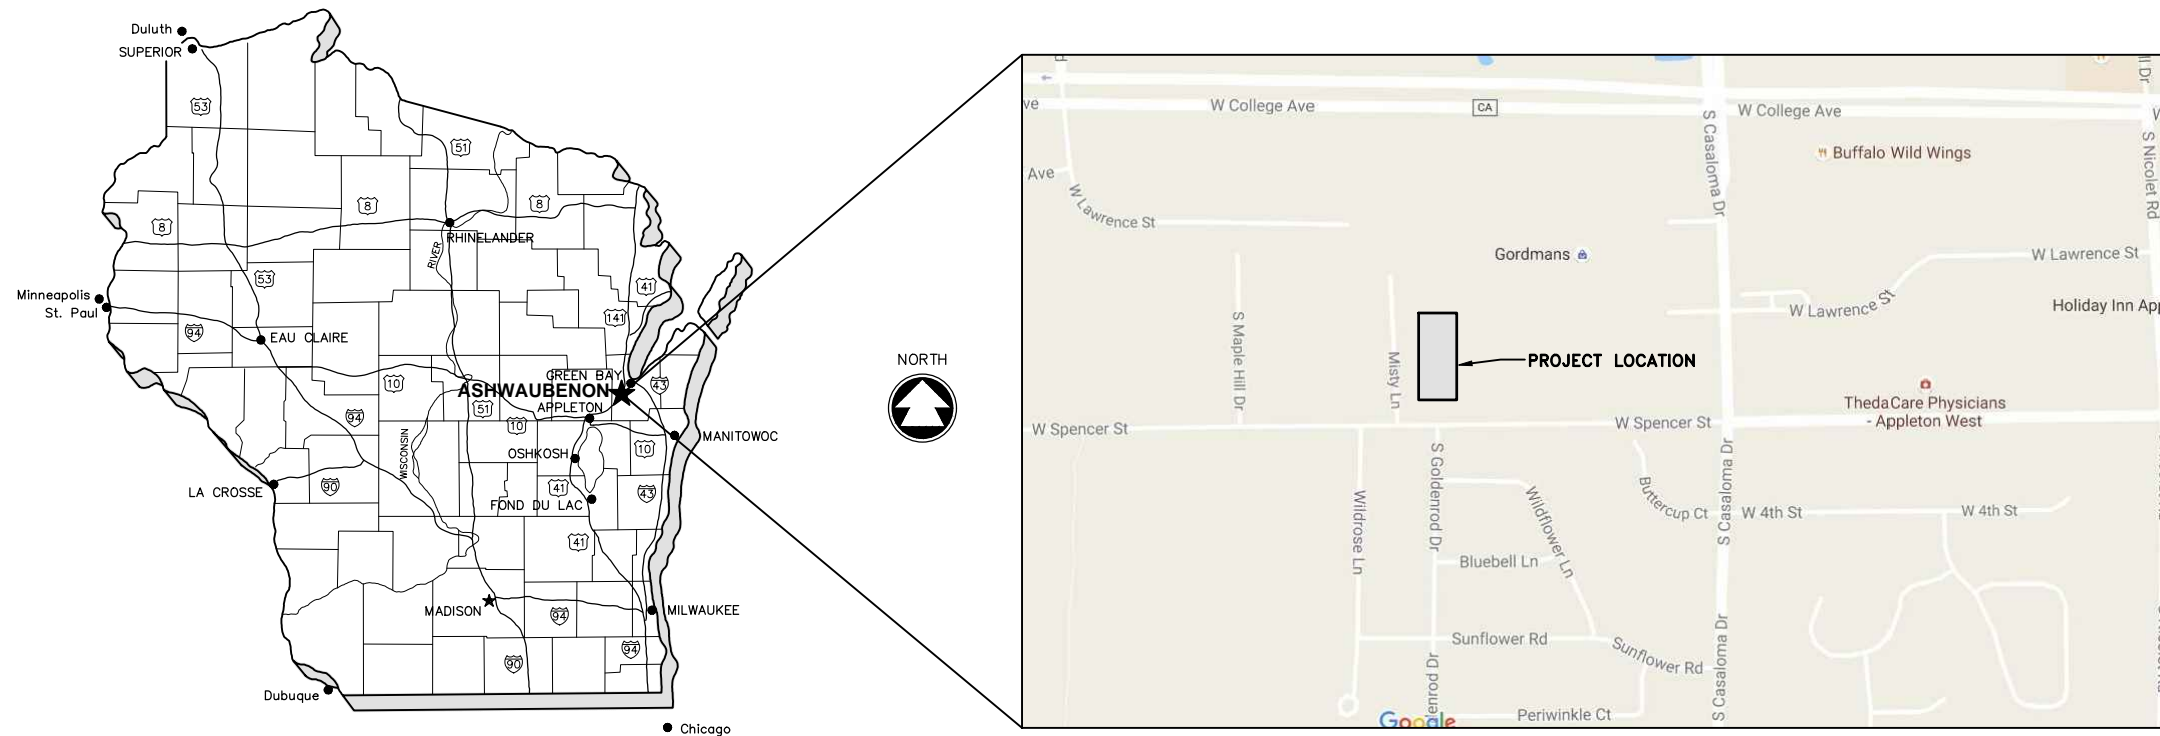 Duluth
SUPERIOR
53
51
8
8
8
RHINELANDER
RIVER
53
41
141
Minneapolis
St. Paul
94
EAU CLAIRE
GREEN BAY
ASHWAUBENON
10
43
51
APPLETON
94
10
MANITOWOC
WISCONSIN
OSHKOSH
10
LA CROSSE
90
41
43
FOND DU LAC
41
MADISON
94
MILWAUKEE
94
90
Dubuque
Chicago
NORTH
ve
W College Ave
CA
W College Ave
S Casaloma Dr
ll Dr
S Nicolet Rd
Buffalo Wild Wings
Ave
W Lawrence St
Gordmans
W Lawrence St
W Lawrence St
Holiday Inn App
S Maple Hill Dr
Misty Ln
PROJECT LOCATION
ThedaCare Physicians
- Appleton West
W Spencer St
W Spencer St
S Goldenrod Dr
Wildrose Ln
Wildflower Ln
Buttercup Ct
S Casaloma Dr
W 4th St
W 4th St
Bluebell Ln
Sunflower Rd
Sunflower Rd
S Casaloma Dr
lenrod Dr
Periwinkle Ct
Google